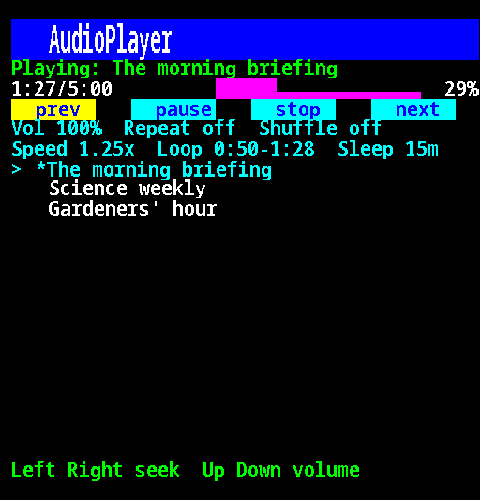 AudioPlayer
Playing: The morning briefing
1:27/5:00 29%
prev pause stop next
Vol 100% Repeat off Shuffle off
Speed 1.25x Loop 0:50-1:28 Sleep 15m
> *The morning briefing
Science weekly
Gardeners' hour
Left Right seek Up Down volume